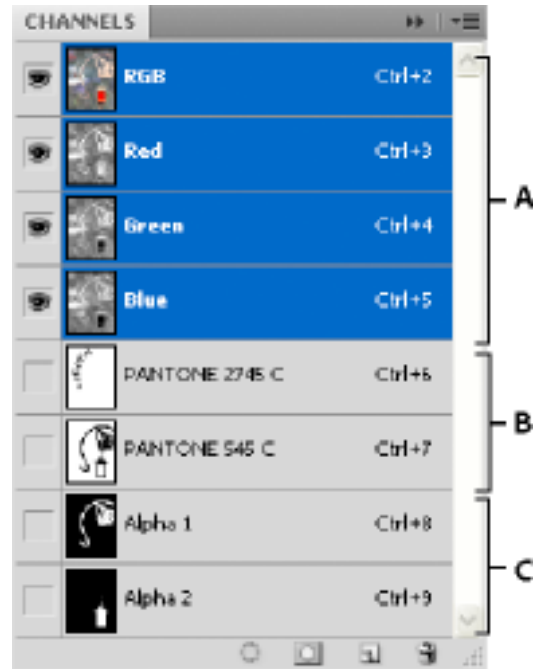 CHANNELS
RGB Ctrl+2
Red Ctrl+3
A
Green Ctrl+4
Blue Ctrl+5
PANTONE 2745 C Ctrl+6
B
PANTONE 545 C Ctrl+7
Alpha 1 Ctrl+8
C
Alpha 2 Ctrl+9